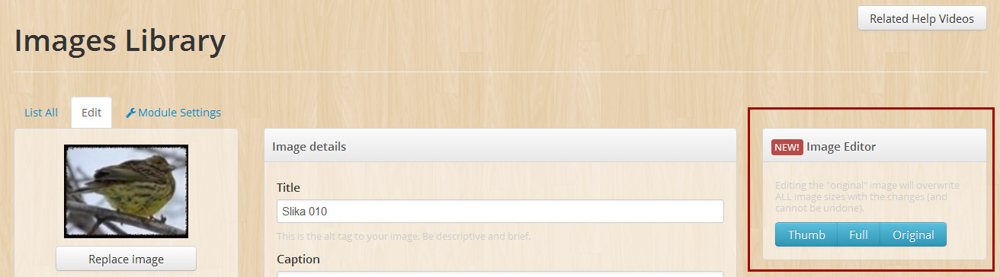 Related Help Videos
Images Library
List All
Edit
Module Settings
Replace image
Image details
Title
Slika 010
This is the alt tag to your image. Be descriptive and brief.
Caption
NEW! Image Editor
Editing the "original" image will overwrite
ALL image sizes with the changes (and
cannot be undone).
Thumb
Full
Original